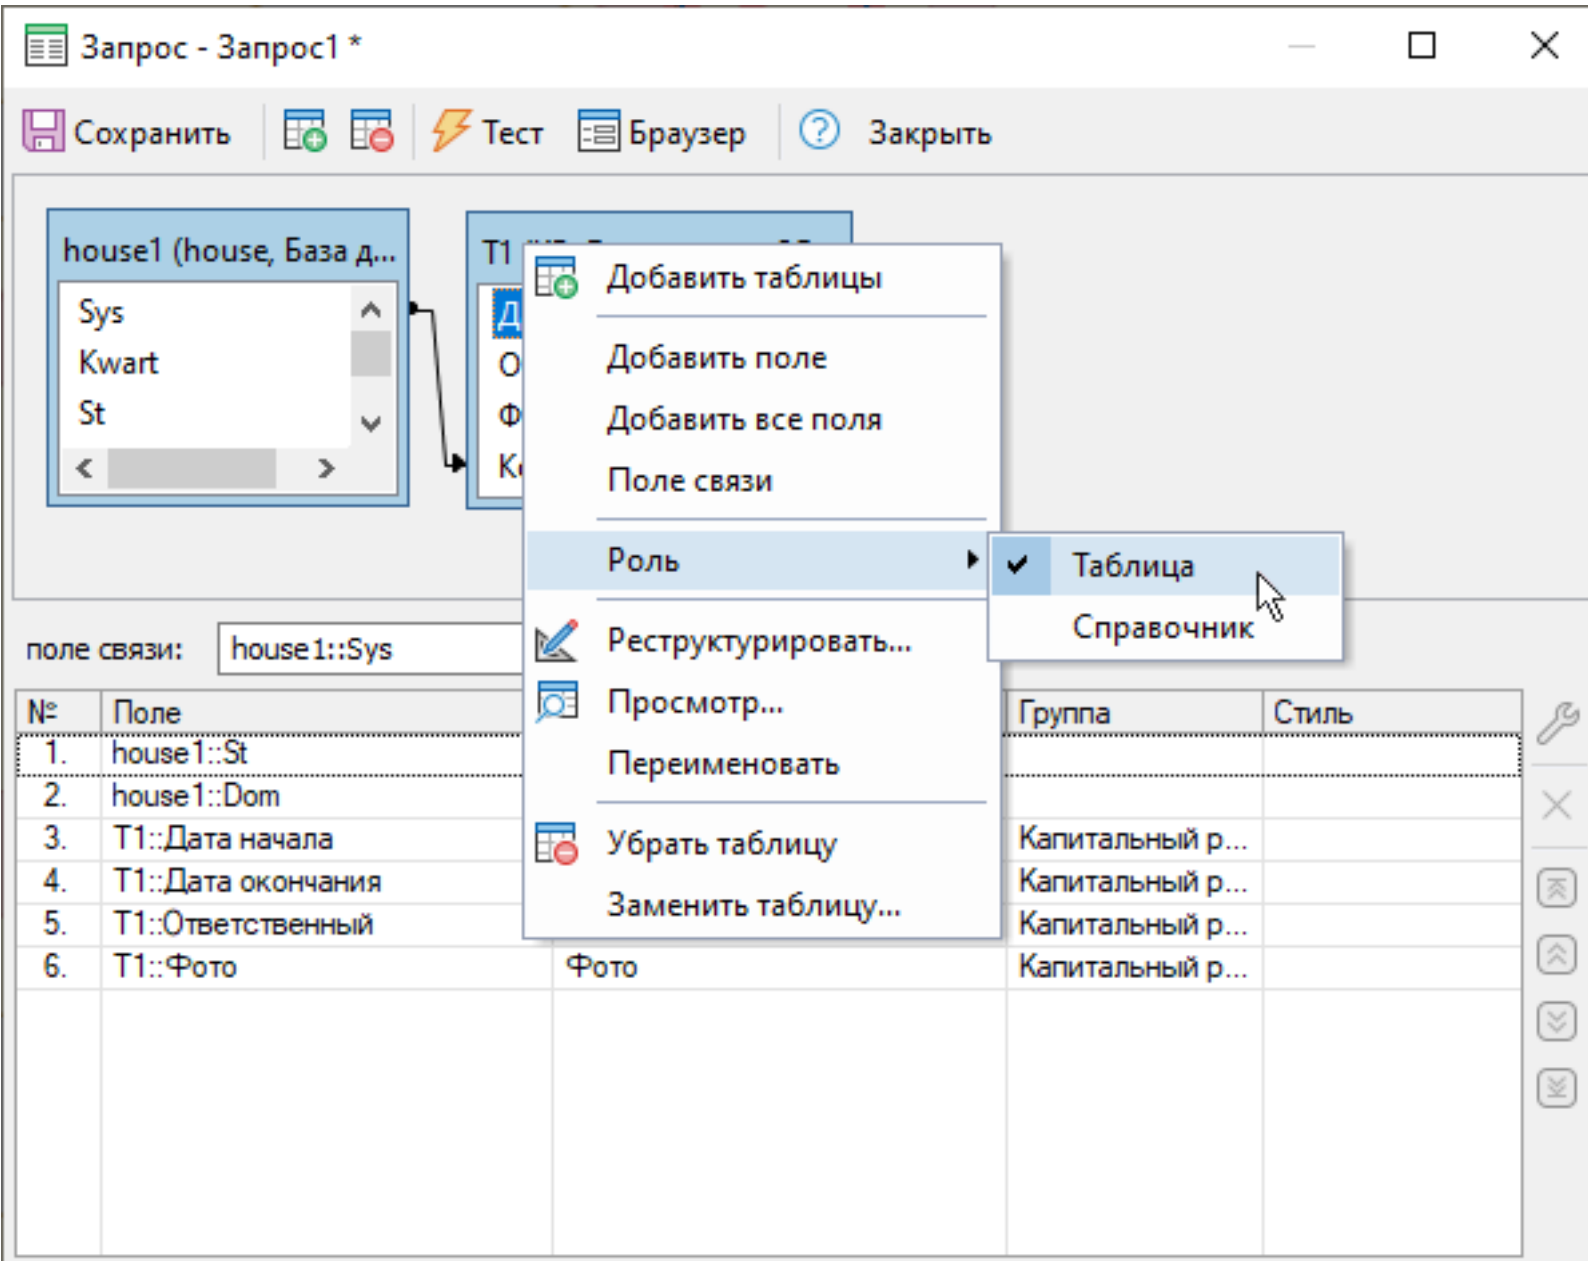 Запрос - Запрос1 *
Сохранить Тест Браузер ? Закрыть
house1 (house, База д...
Sys
Kwart
St
T1
Добавить таблицы
Добавить поле
Добавить все поля
Поле связи
Роль
Таблица
Справочник
Реструктурировать...
Просмотр...
Переименовать
Убрать таблицу
Заменить таблицу...
поле связи: house1::Sys
№ Поле Группа Стиль
1. house1::St
2. house1::Dom
3. T1::Дата начала Капитальный р...
4. T1::Дата окончания Капитальный р...
5. T1::Ответственный Капитальный р...
6. T1::Фото Фото Капитальный р...